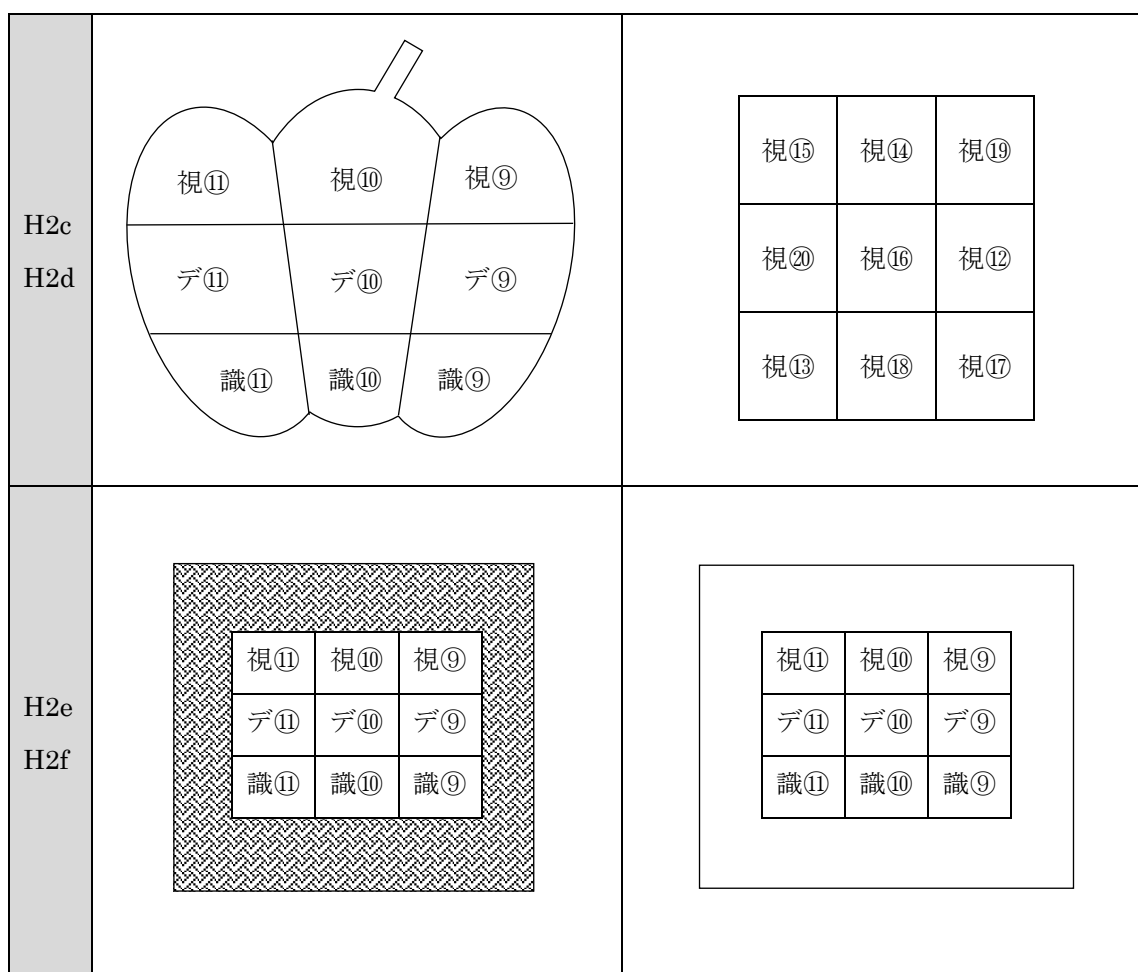 H2c
H2d
視⑪ 視⑩ 視⑨
デ⑪ デ⑩ デ⑨
識⑪ 識⑩ 識⑨
視⑮ 視⑭ 視⑲
視⑳ 視⑯ 視⑫
視⑬ 視⑱ 視⑰
H2e
H2f
視⑪ 視⑩ 視⑨
デ⑪ デ⑩ デ⑨
識⑪ 識⑩ 識⑨
視⑪ 視⑩ 視⑨
デ⑪ デ⑩ デ⑨
識⑪ 識⑩ 識⑨